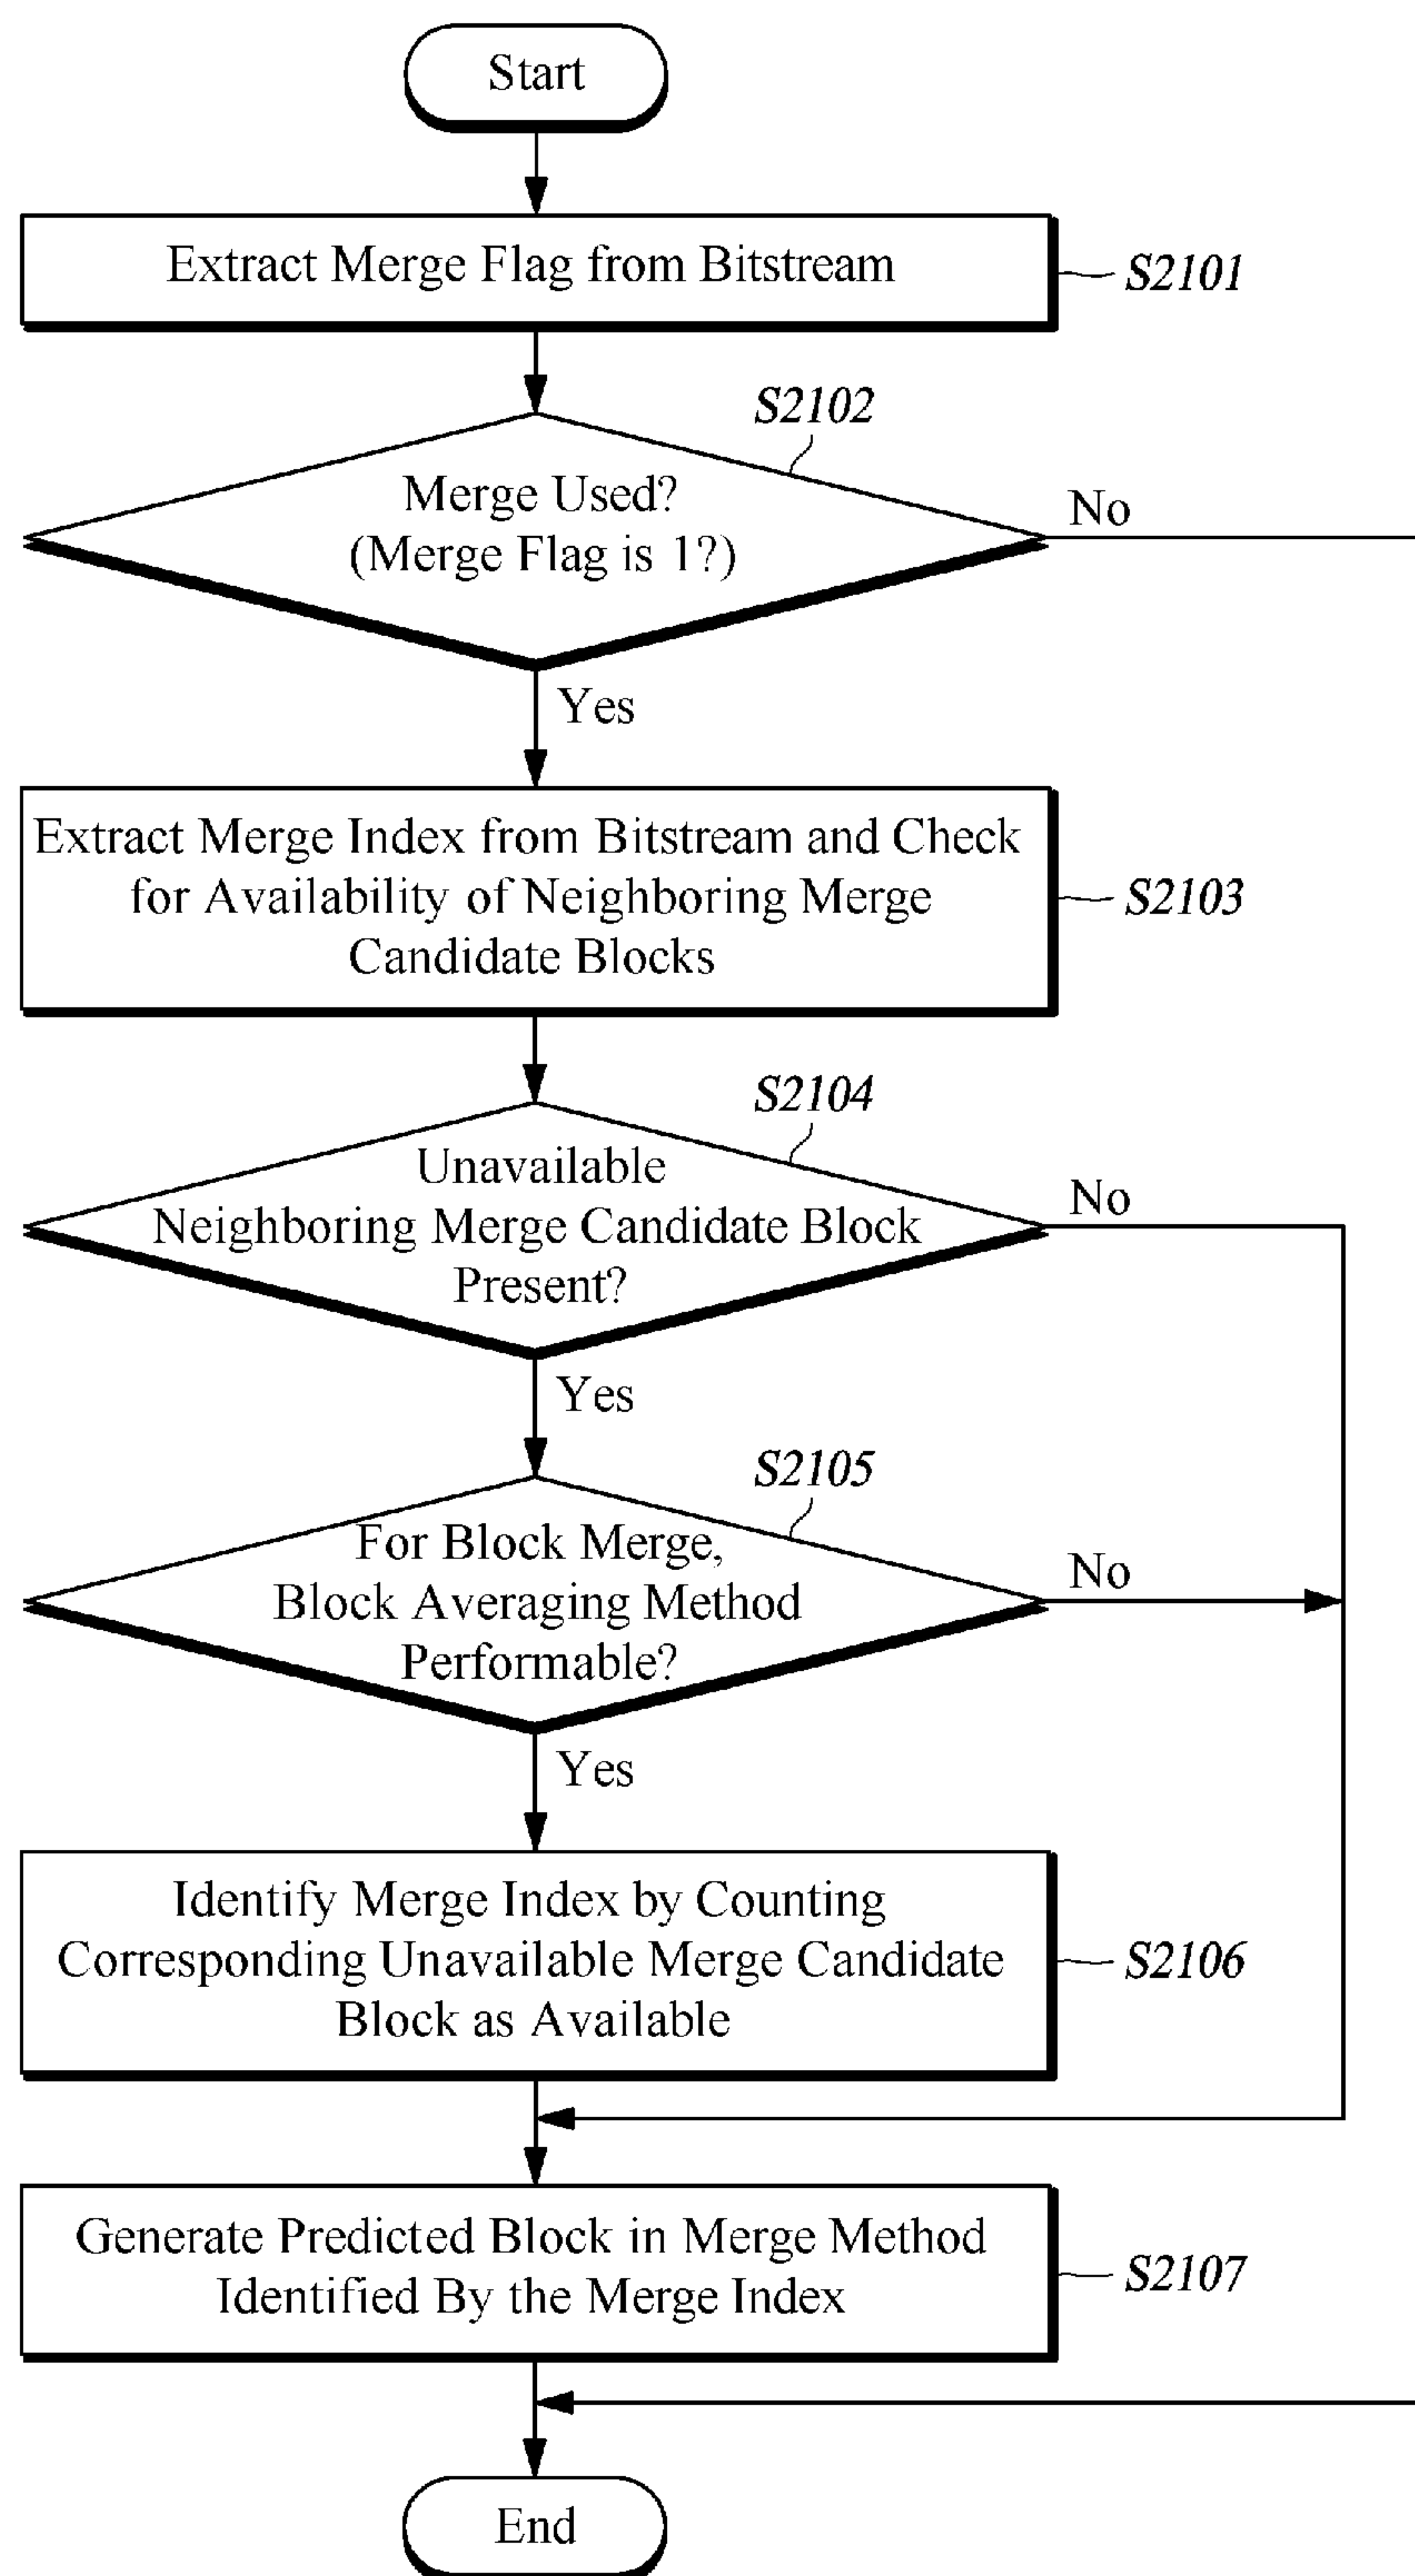 Start
Extract Merge Flag from Bitstream
S2101
S2102
Merge Used?
(Merge Flag is 1?)
No
Yes
Extract Merge Index from Bitstream and Check
for Availability of Neighboring Merge
Candidate Blocks
S2103
S2104
Unavailable
Neighboring Merge Candidate Block
Present?
No
Yes
S2105
For Block Merge,
Block Averaging Method
Performable?
No
Yes
Identify Merge Index by Counting
Corresponding Unavailable Merge Candidate
Block as Available
S2106
Generate Predicted Block in Merge Method
Identified By the Merge Index
S2107
End